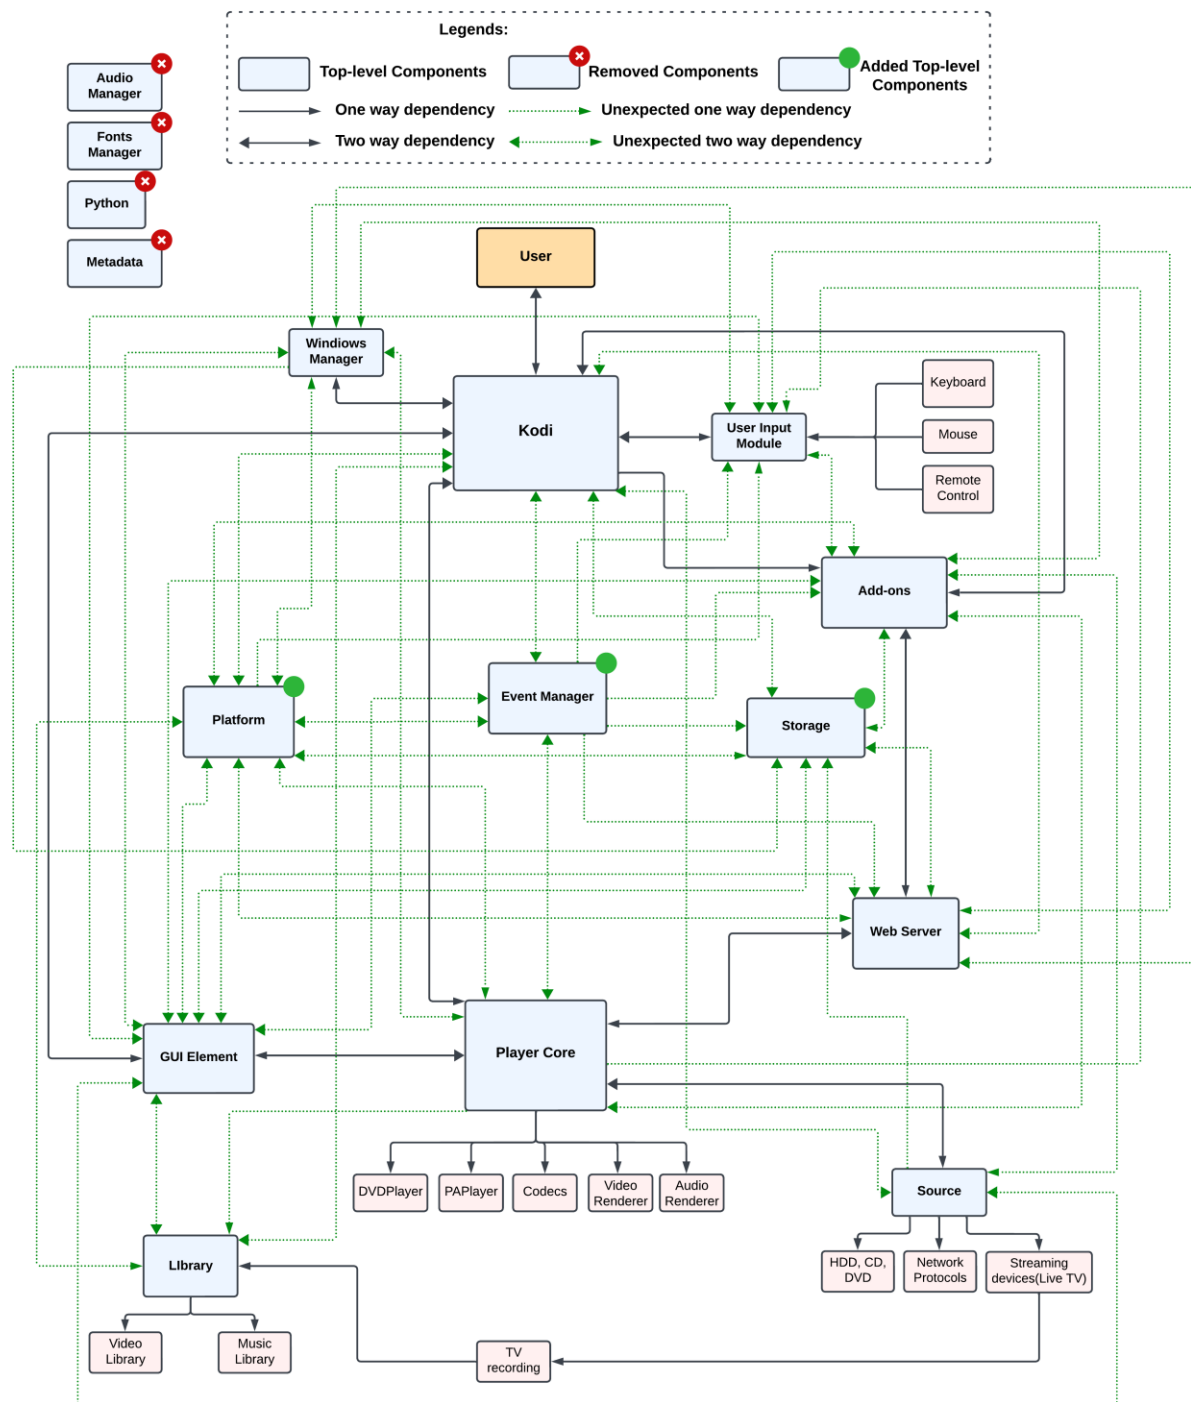 Legends:
Top-level Components
Removed Components
Added Top-level
Components
One way dependency
Unexpected one way dependency
Two way dependency
Unexpected two way dependency
Audio
Manager
Fonts
Manager
Python
Metadata
User
Windiows
Manager
Kodi
User Input
Module
Keyboard
Mouse
Remote
Control
Add-ons
Platform
Event Manager
Storage
Web Server
GUI Element
Player Core
DVDPlayer
PAPlayer
Codecs
Video
Renderer
Audio
Renderer
Source
HDD, CD,
DVD
Network
Protocols
Streaming
devices(Live TV)
LIbrary
Video
Library
Music
Library
TV
recording